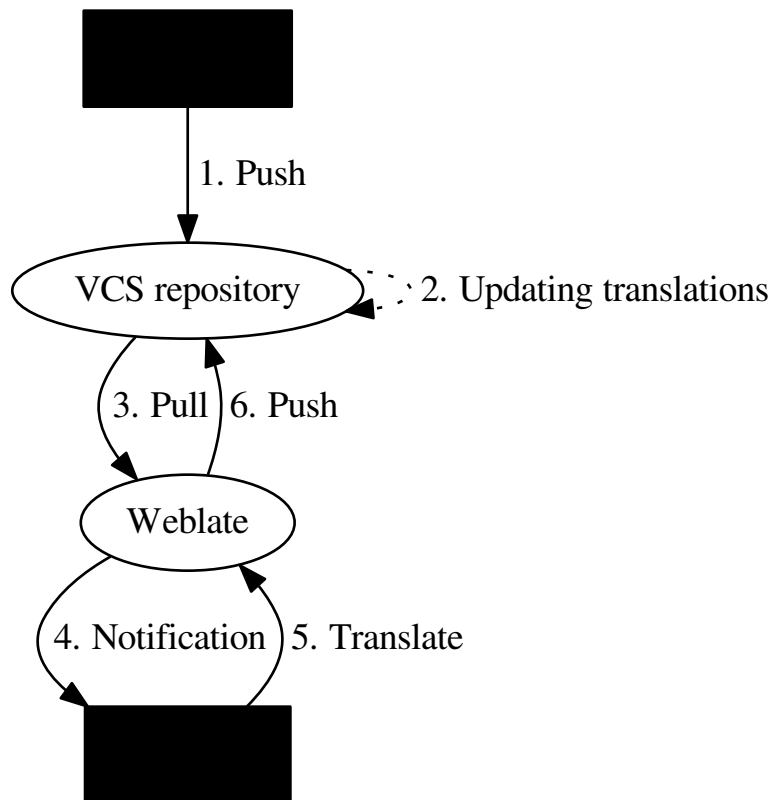 1. Push
VCS repository
2. Updating translations
3. Pull
6. Push
Weblate
4. Notification
5. Translate